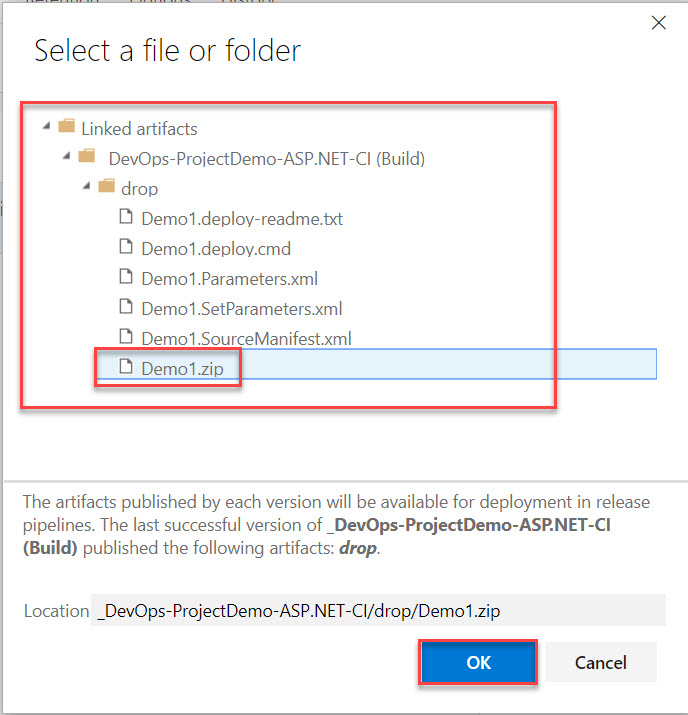 Select a file or folder
Linked artifacts
DevOps-ProjectDemo-ASP.NET-CI (Build)
drop
Demo1.deploy-readme.txt
Demo1.deploy.cmd
Demo1.Parameters.xml
Demo1.SetParameters.xml
Demo1.SourceManifest.xml
Demo1.zip
The artifacts published by each version will be available for deployment in release
pipelines. The last successful version of _DevOps-ProjectDemo-ASP.NET-CI
(Build) published the following artifacts: drop.
Location _DevOps-ProjectDemo-ASP.NET-CI/drop/Demo1.zip
OK Cancel